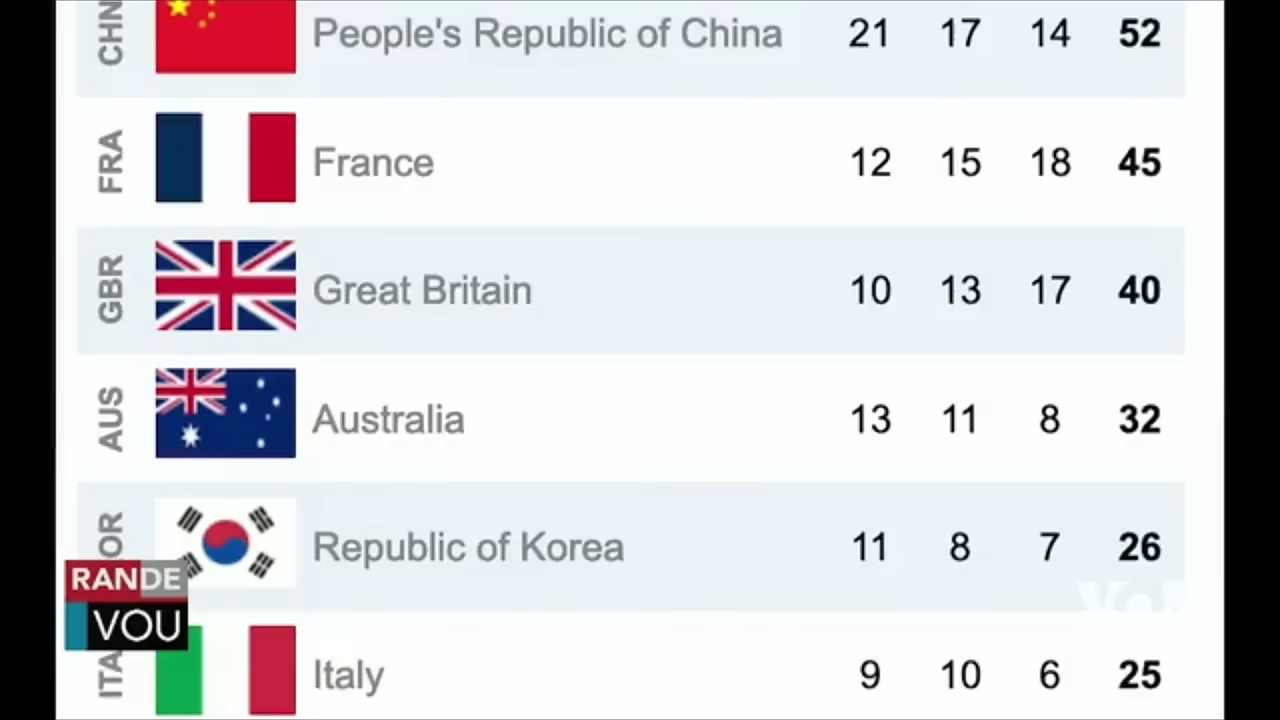 CHN People's Republic of China 21 17 14 52
FRA France 12 15 18 45
GBR Great Britain 10 13 17 40
AUS Australia 13 11 8 32
OR Republic of Korea 11 8 7 26
ITA Italy 9 10 6 25
RANDE
VOU